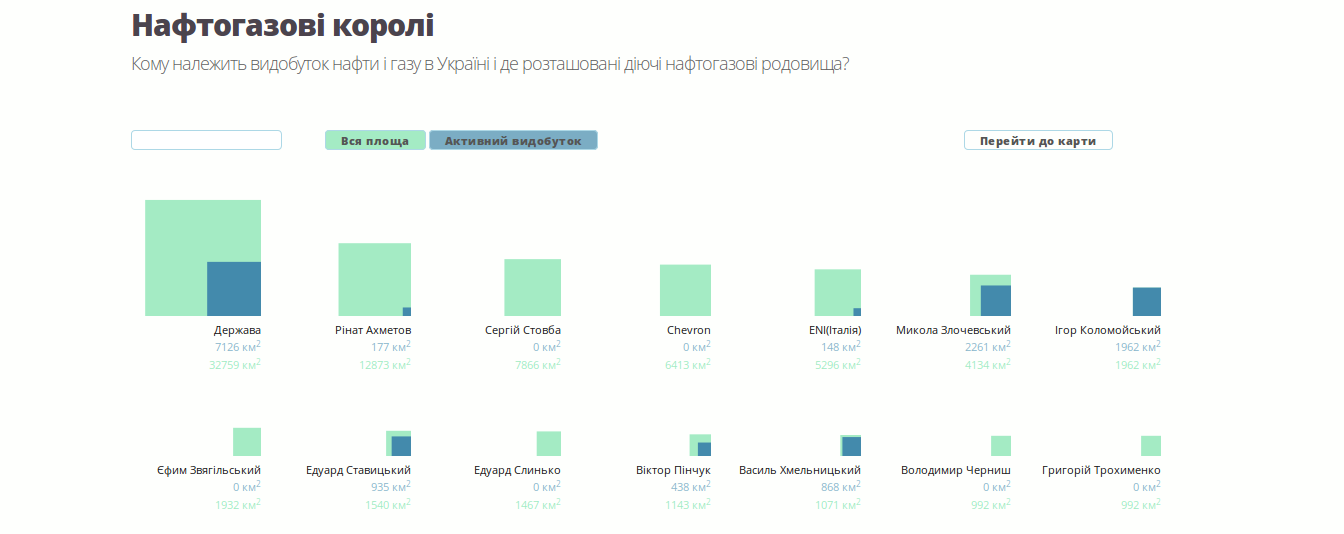 Нафтогазові королі
Кому належить видобуток нафти і газу в Україні і де розташовані діючі нафтогазові родовища?
Вся площа Активний видобуток Перейти до карти
Держава Рінат Ахметов Сергій Стовба Chevron ENI(Італія) Микола Злочевський Ігор Коломойський
7126 км² 177 км² 0 км² 0 км² 148 км² 2261 км² 1962 км²
32759 км² 12873 км² 7866 км² 6413 км² 5296 км² 4134 км² 1962 км²
Єфим Звягільський Едуард Ставицький Едуард Слинько Віктор Пінчук Василь Хмельницький Володимир Черниш Григорій Трохименко
0 км² 935 км² 0 км² 438 км² 868 км² 0 км² 0 км²
1932 км² 1540 км² 1467 км² 1143 км² 1071 км² 992 км² 992 км²